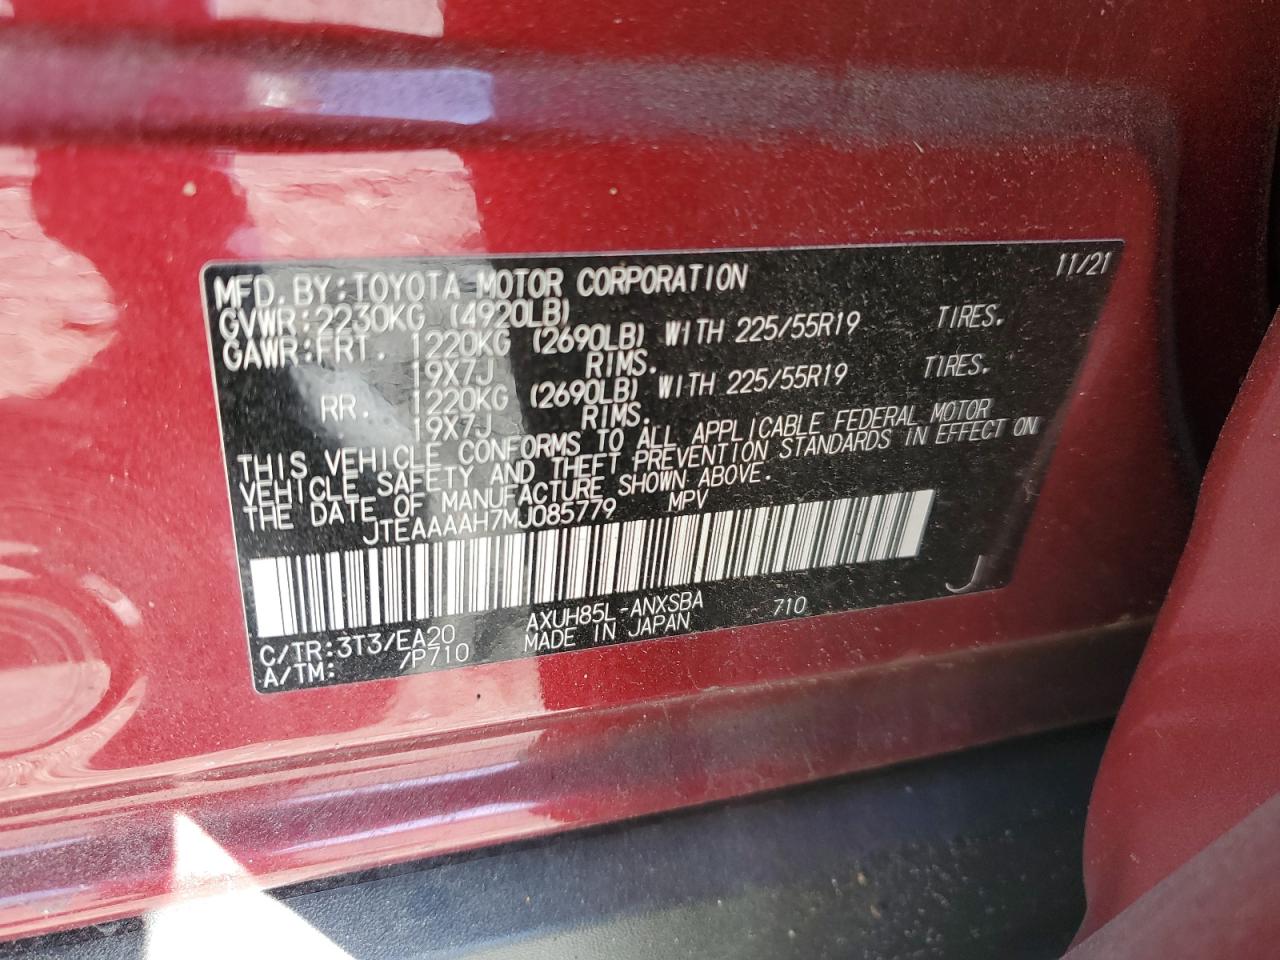 MFD. BY: TOYOTA MOTOR CORPORATION 11/21
GVWR: 2230KG (4920LB)
GAWR: FRT. 1220KG (2690LB) WITH 225/55R19 TIRES.
19X7J RIMS.
RR. 1220KG (2690LB) WITH 225/55R19 TIRES.
19X7J RIMS.
THIS VEHICLE CONFORMS TO ALL APPLICABLE FEDERAL MOTOR
VEHICLE SAFETY AND THEFT PREVENTION STANDARDS IN EFFECT ON
THE DATE OF MANUFACTURE SHOWN ABOVE.
JTEAAAAH7MJ085779 MPV
J
C/TR: 3T3/EA20 AXUH85L-ANXSBA 710
A/TM: /P710 MADE IN JAPAN